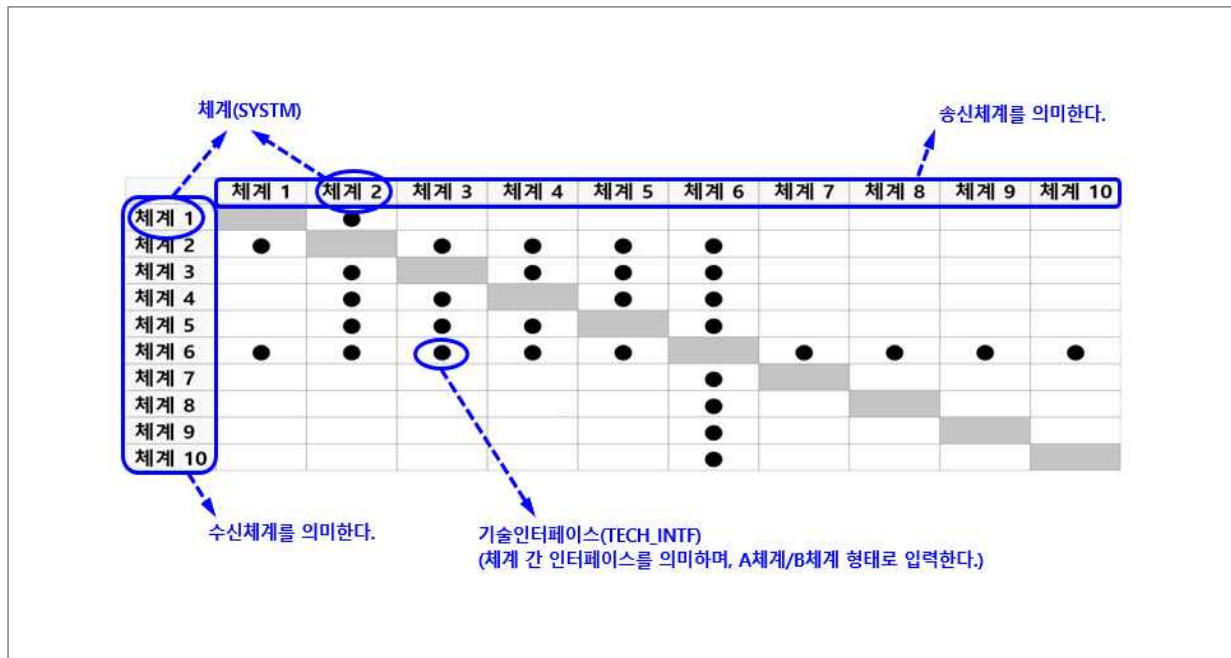 체계(SYSTM)
송신체계를 의미한다.
체계 1 체계 2 체계 3 체계 4 체계 5 체계 6 체계 7 체계 8 체계 9 체계 10
체계 1 ●
체계 2 ● ● ● ● ●
체계 3 ● ● ● ●
체계 4 ● ● ● ●
체계 5 ● ● ● ●
체계 6 ● ● ● ● ● ● ● ● ●
체계 7 ●
체계 8 ●
체계 9 ●
체계 10 ●
수신체계를 의미한다.
기술인터페이스(TECH_INTF)
(체계 간 인터페이스를 의미하며, A체계/B체계 형태로 입력한다.)